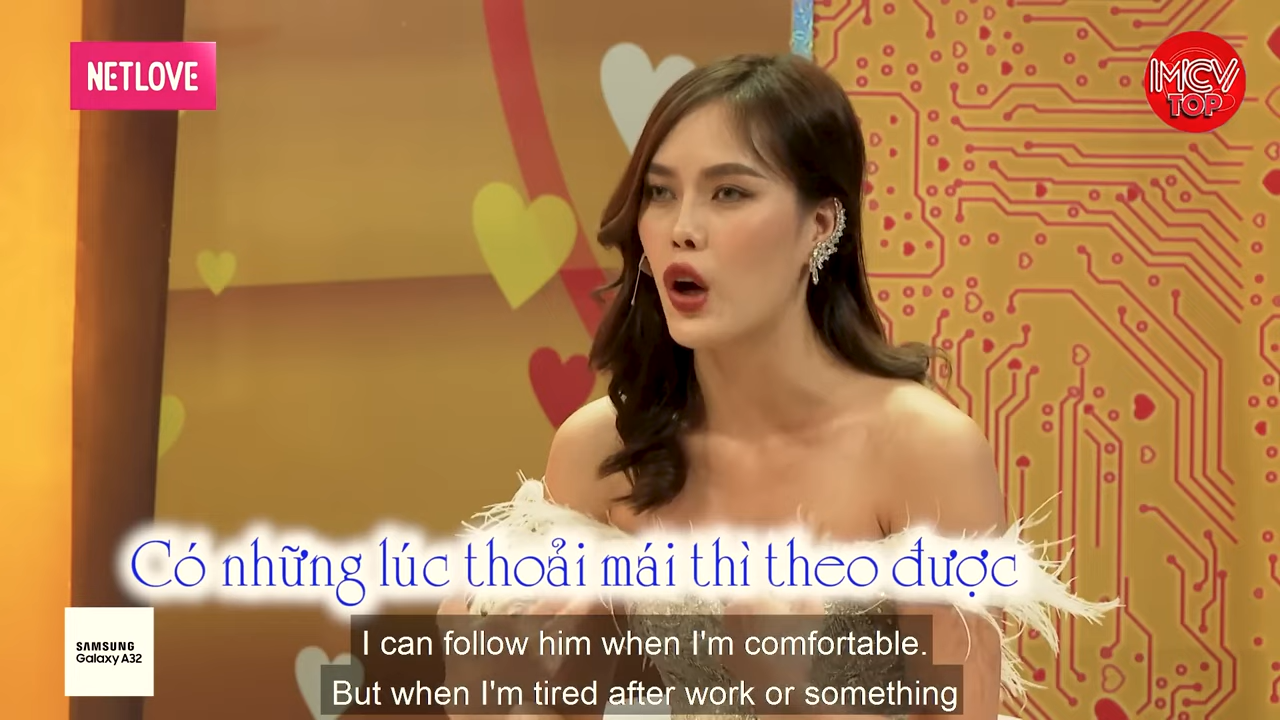 NETLOVE
MCV
TOP
Có những lúc thoải mái thì theo được
SAMSUNG
Galaxy A32
I can follow him when I'm comfortable.
But when I'm tired after work or something